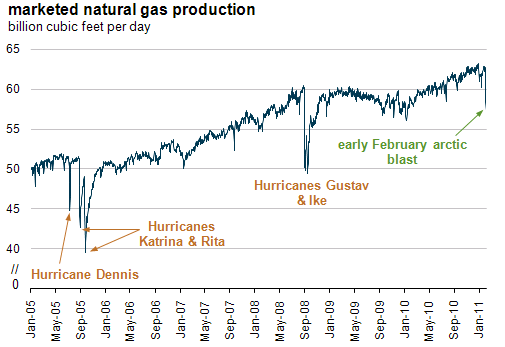 marketed natural gas production
billion cubic feet per day
65
60
55
50
45
40
//
0
early February arctic
blast
Hurricanes Gustav
& Ike
Hurricanes
Katrina & Rita
Hurricane Dennis
Jan-05
May-05
Sep-05
Jan-06
May-06
Sep-06
Jan-07
May-07
Sep-07
Jan-08
May-08
Sep-08
Jan-09
May-09
Sep-09
Jan-10
May-10
Sep-10
Jan-11